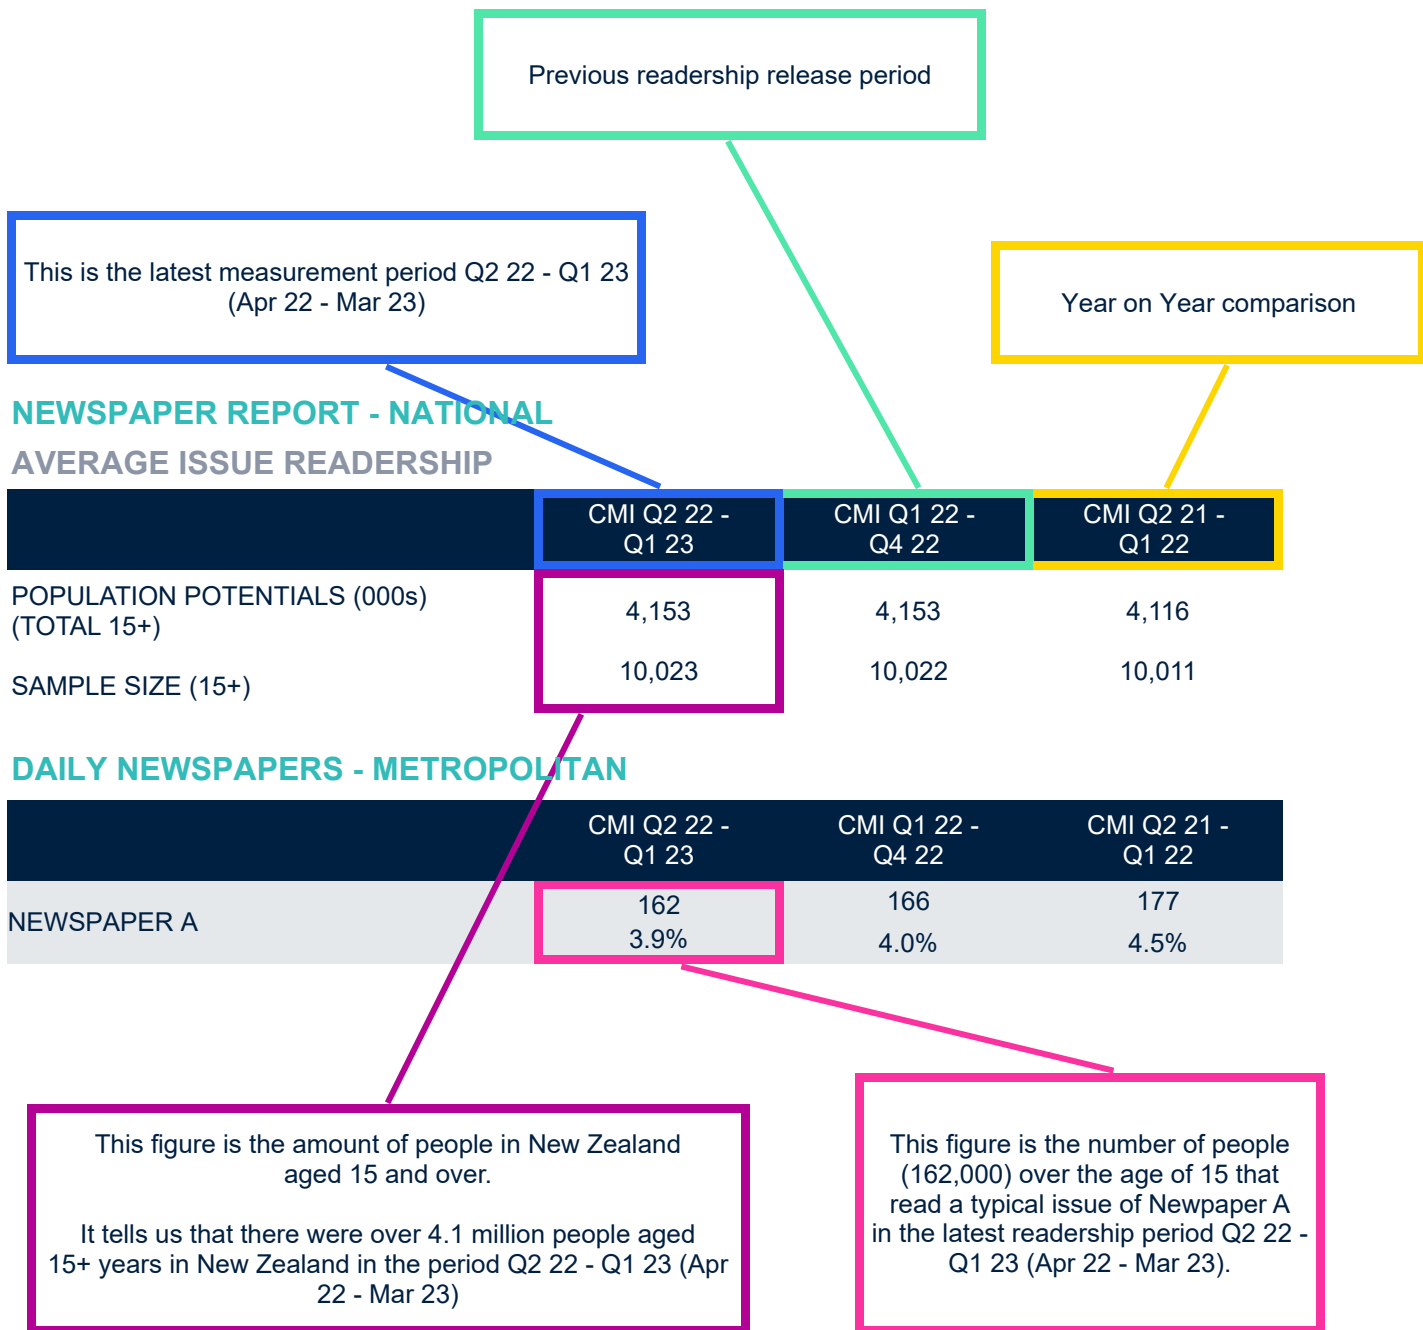 Previous readership release period
This is the latest measurement period Q2 22 - Q1 23
(Apr 22 - Mar 23)
Year on Year comparison
NEWSPAPER REPORT - NATIONAL
AVERAGE ISSUE READERSHIP
CMI Q2 22 -
Q1 23
CMI Q1 22 -
Q4 22
CMI Q2 21 -
Q1 22
POPULATION POTENTIALS (000s)
(TOTAL 15+)
4,153
4,153
4,116
SAMPLE SIZE (15+)
10,023
10,022
10,011
DAILY NEWSPAPERS - METROPOLITAN
CMI Q2 22 -
Q1 23
CMI Q1 22 -
Q4 22
CMI Q2 21 -
Q1 22
NEWSPAPER A
162
166
177
3.9%
4.0%
4.5%
This figure is the amount of people in New Zealand
aged 15 and over.
It tells us that there were over 4.1 million people aged
15+ years in New Zealand in the period Q2 22 - Q1 23 (Apr
22 - Mar 23)
This figure is the number of people
(162,000) over the age of 15 that
read a typical issue of Newpaper A
in the latest readership period Q2 22 -
Q1 23 (Apr 22 - Mar 23).